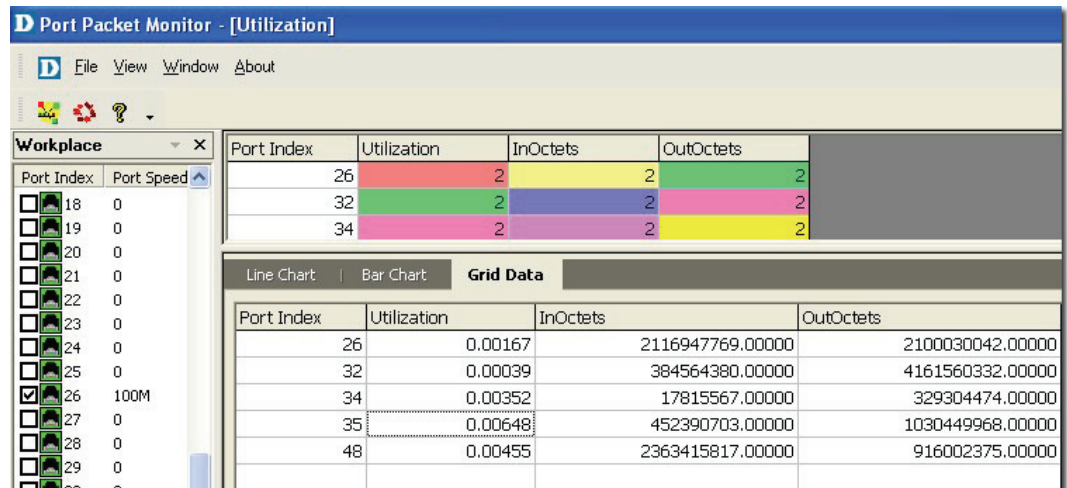 D Port Packet Monitor - [Utilization]
D File View Window About
Workplace
Port Index Port Speed
18 0
19 0
20 0
21 0
22 0
23 0
24 0
25 0
26 100M
27 0
28 0
29 0
Port Index Utilization InOctets OutOctets
26 2 2 2
32 2 2 2
34 2 2 2
Line Chart | Bar Chart Grid Data
Port Index Utilization InOctets OutOctets
26 0.00167 2116947769.00000 2100030042.00000
32 0.00039 384564380.00000 4161560332.00000
34 0.00352 17815567.00000 329304474.00000
35 0.00648 452390703.00000 1030449968.00000
48 0.00455 2363415817.00000 916002375.00000